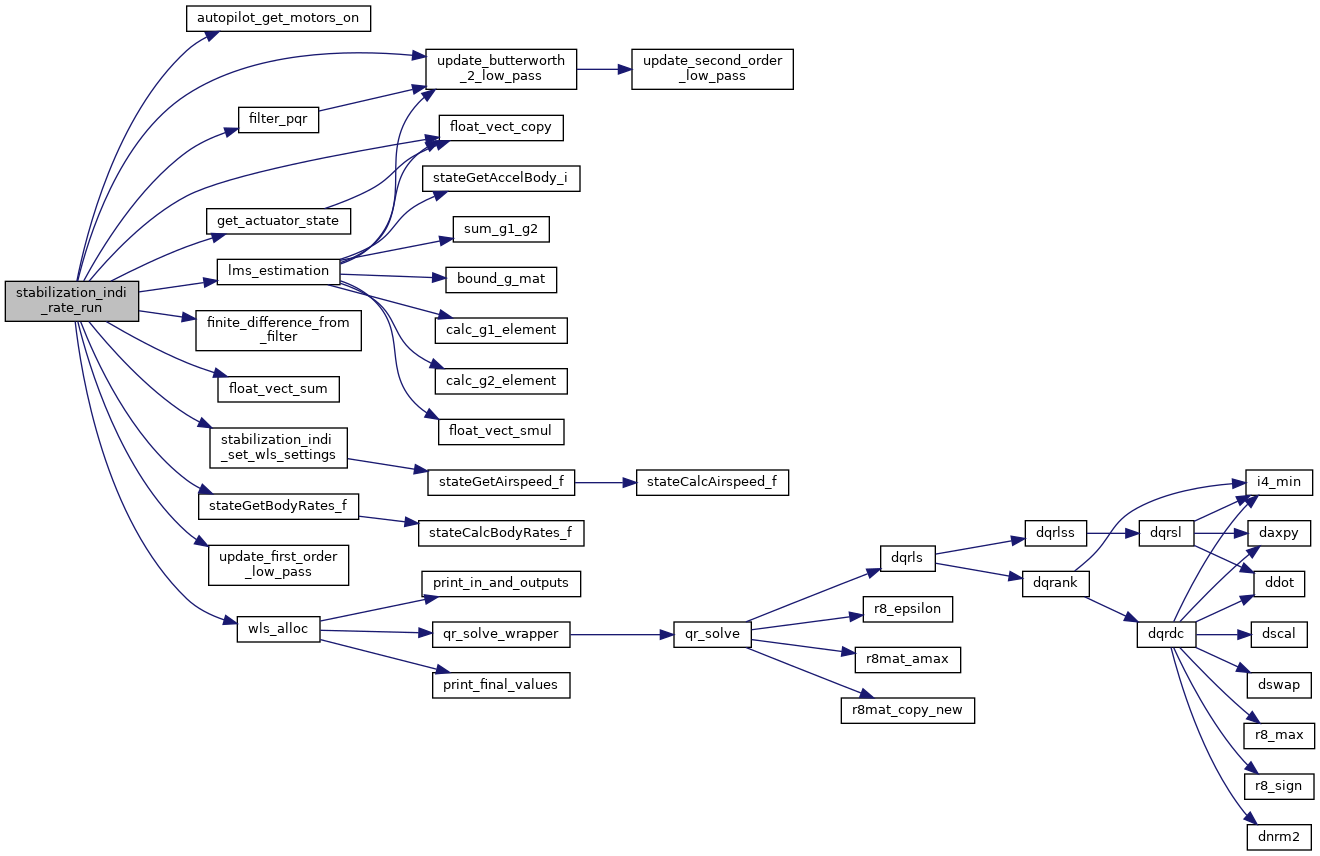 autopilot_get_motors_on
update_butterworth
_2_low_pass
update_second_order
_low_pass
filter_pqr
float_vect_copy
stateGetAccelBody_i
get_actuator_state
sum_g1_g2
lms_estimation
bound_g_mat
stabilization_indi
_rate_run
finite_difference_from
_filter
calc_g1_element
calc_g2_element
float_vect_sum
float_vect_smul
stabilization_indi
_set_wls_settings
stateGetAirspeed_f
stateCalcAirspeed_f
i4_min
stateGetBodyRates_f
stateCalcBodyRates_f
dqrlss
dqrsl
daxpy
update_first_order
_low_pass
dqrls
print_in_and_outputs
dqrank
ddot
r8_epsilon
wls_alloc
qr_solve_wrapper
qr_solve
dqrdc
dscal
r8mat_amax
print_final_values
dswap
r8mat_copy_new
r8_max
r8_sign
dnrm2